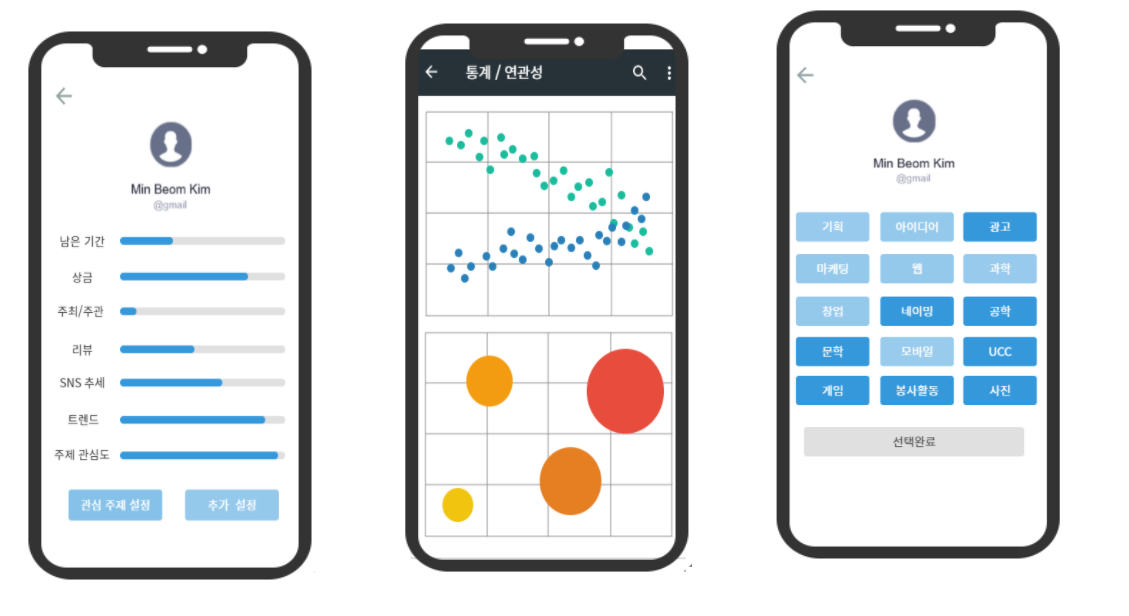 Min Beom Kim
@gmail
남은 기간
상금
주최/주관
리뷰
SNS 추세
트렌드
주제 관심도
관심 주제 설정
추가 설정
통계 / 연관성
Min Beom Kim
@gmail
기획 아이디어 광고
마케팅 웹 과학
창업 네이밍 공학
문학 모바일 UCC
게임 봉사활동 사진
선택완료